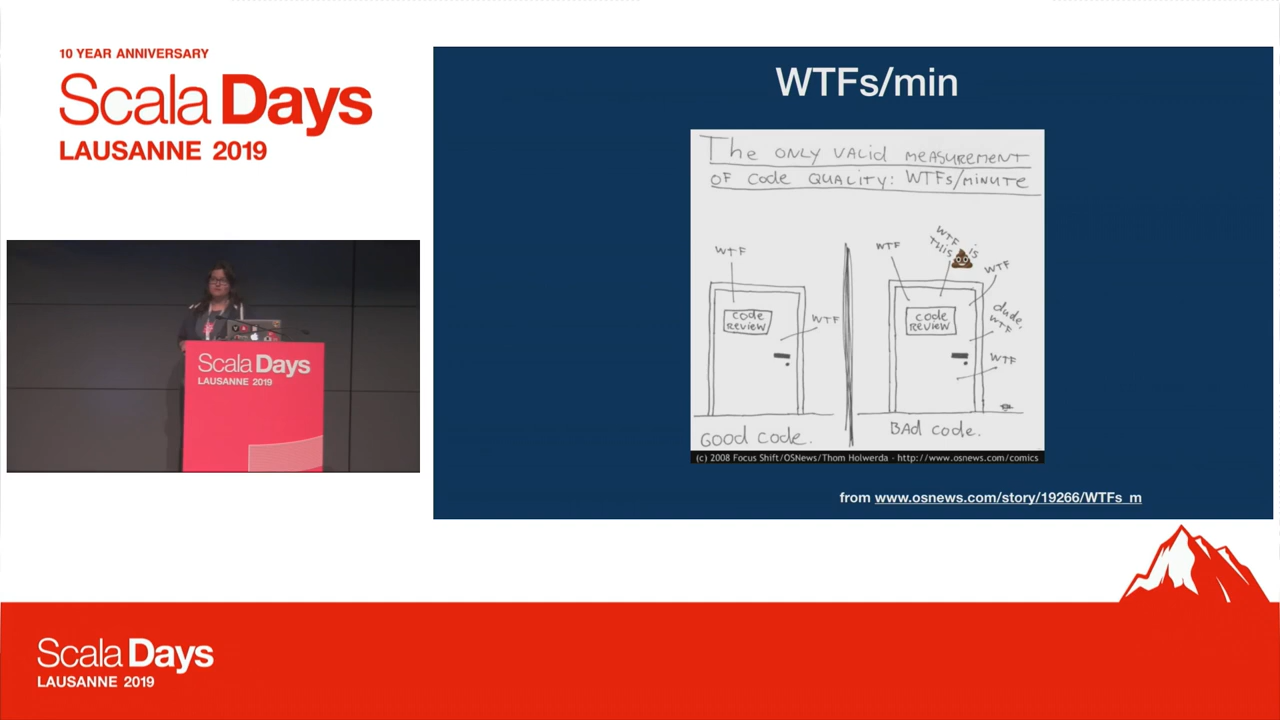 10 YEAR ANNIVERSARY
Scala Days
LAUSANNE 2019
WTFs/min
The ONLY VALID MEASUREMENT
OF Code QUALITY: WTFs/MINUTE
WTF
code
REVIEW
WTF
GOOD CODE.
WTF
WTF IS
THIS 💩
WTF
code
REVIEW
dude,
WTF
WTF
BAD code.
(c) 2008 Focus Shift/OSNews/Thom Holwerda - http://www.osnews.com/comics
from www.osnews.com/story/19266/WTFs_m
Scala Days
LAUSANNE 2019
Scala Days
LAUSANNE 2019